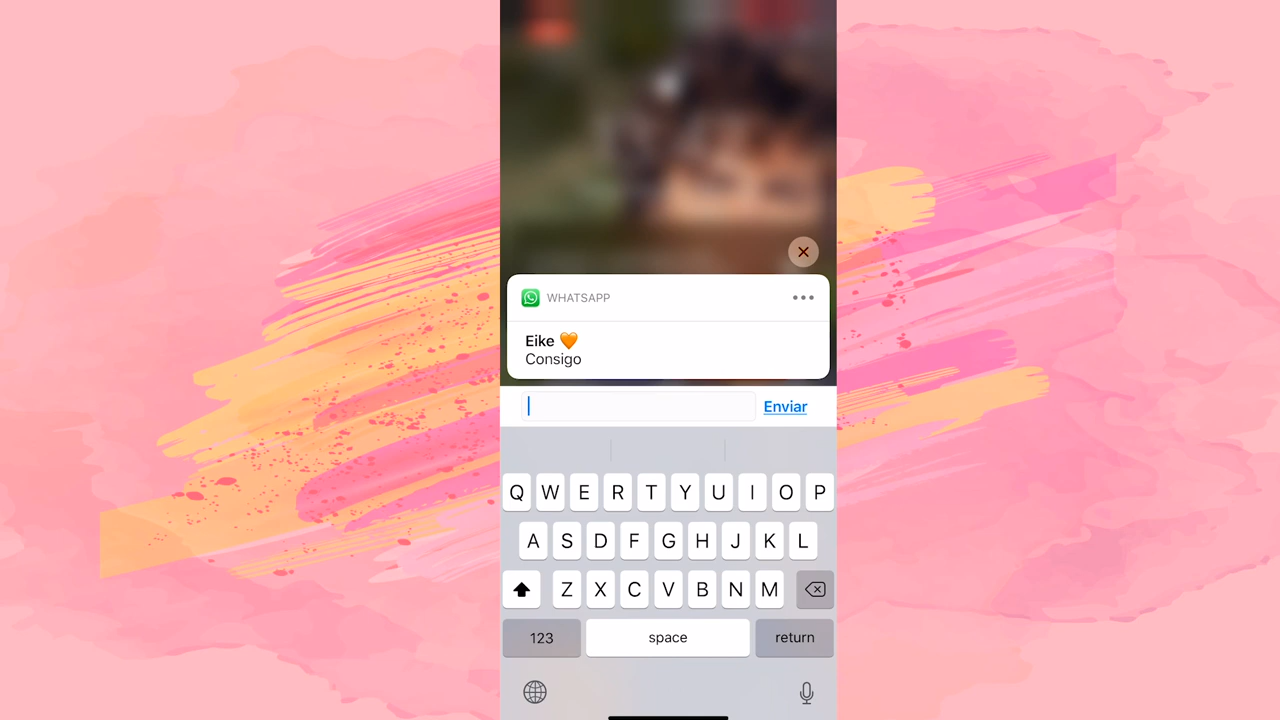 WHATSAPP
Eike 🧡
Consigo
Enviar
Q W E R T Y U I O P
A S D F G H J K L
Z X C V B N M
123 space return